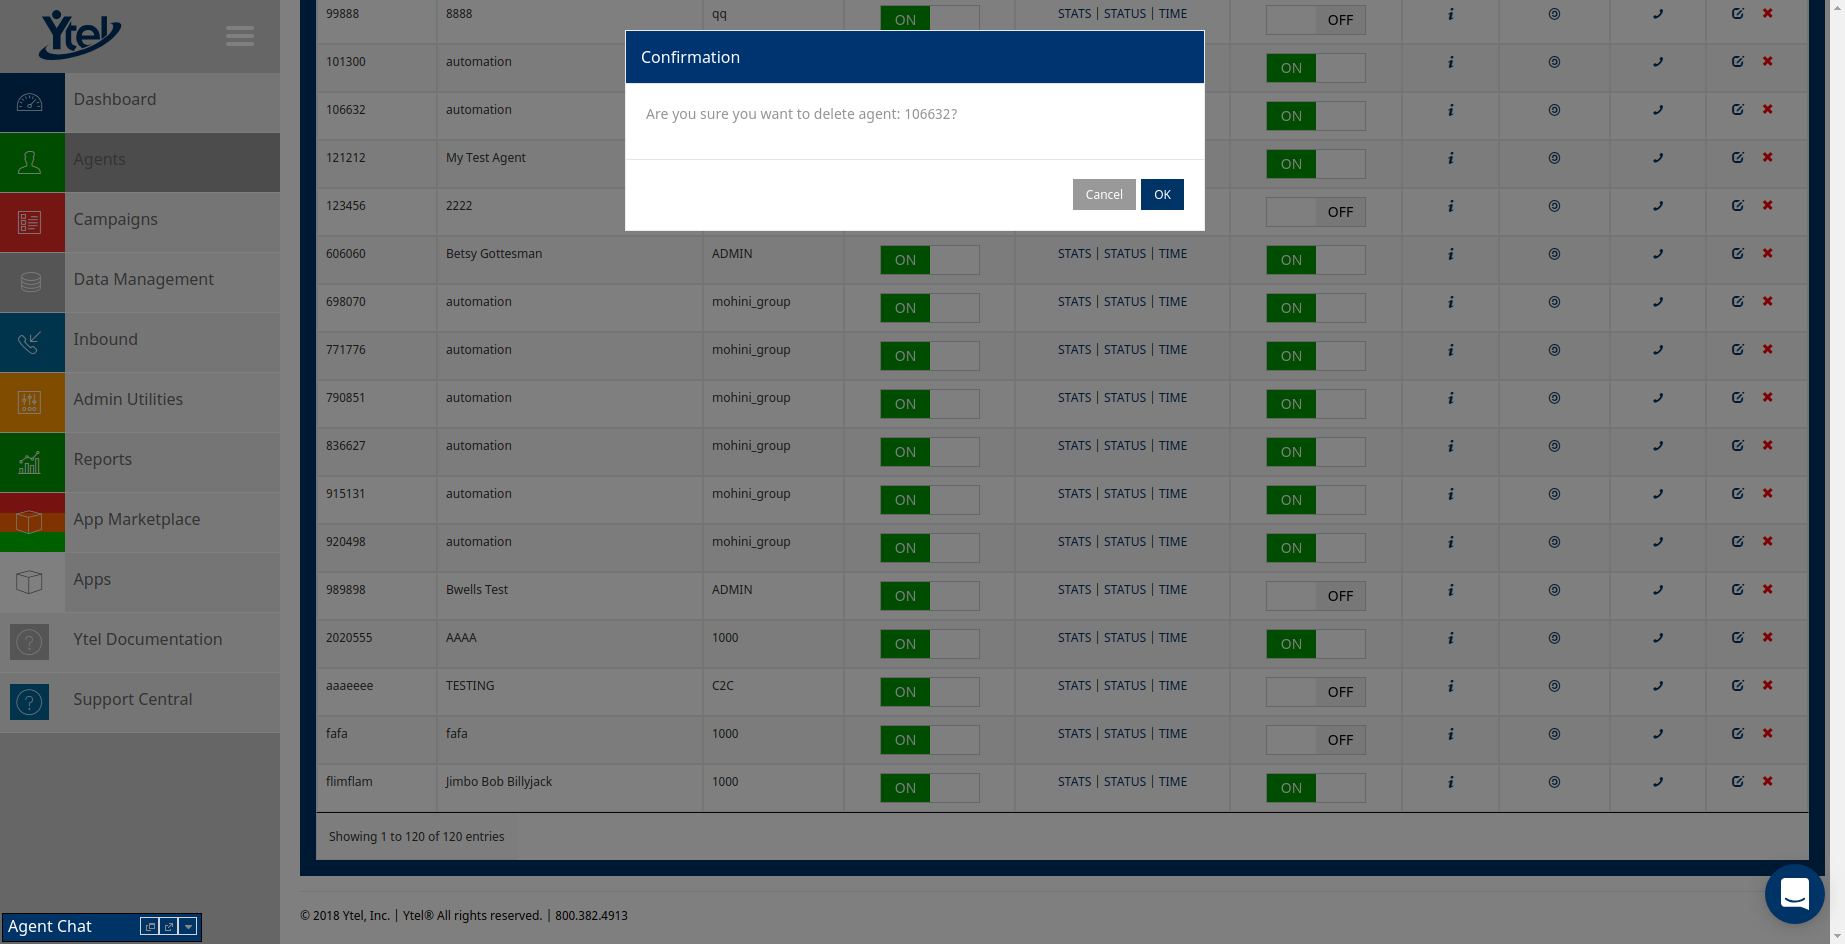 Ytel
99888 8888 qq ON STATS | STATUS | TIME OFF
Confirmation
Are you sure you want to delete agent: 106632?
Cancel OK
101300 automation ON
106632 automation ON
121212 My Test Agent ON
123456 2222 OFF
606060 Betsy Gottesman ADMIN ON STATS | STATUS | TIME ON
698070 automation mohini_group ON STATS | STATUS | TIME ON
771776 automation mohini_group ON STATS | STATUS | TIME ON
790851 automation mohini_group ON STATS | STATUS | TIME ON
836627 automation mohini_group ON STATS | STATUS | TIME ON
915131 automation mohini_group ON STATS | STATUS | TIME ON
920498 automation mohini_group ON STATS | STATUS | TIME ON
989898 Bwells Test ADMIN ON STATS | STATUS | TIME OFF
2020555 AAAA 1000 ON STATS | STATUS | TIME ON
aaaeeee TESTING C2C ON STATS | STATUS | TIME OFF
fafa fafa 1000 ON STATS | STATUS | TIME OFF
flimflam Jimbo Bob Billyjack 1000 ON STATS | STATUS | TIME ON
Showing 1 to 120 of 120 entries
Dashboard
Agents
Campaigns
Data Management
Inbound
Admin Utilities
Reports
App Marketplace
Apps
Ytel Documentation
Support Central
© 2018 Ytel, Inc. | Ytel® All rights reserved. | 800.382.4913
Agent Chat